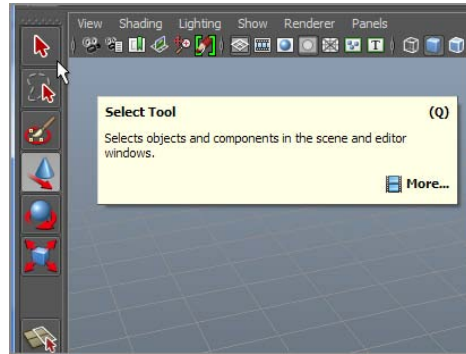 View Shading Lighting Show Renderer Panels
T
Select Tool (Q)
Selects objects and components in the scene and editor
windows.
More...